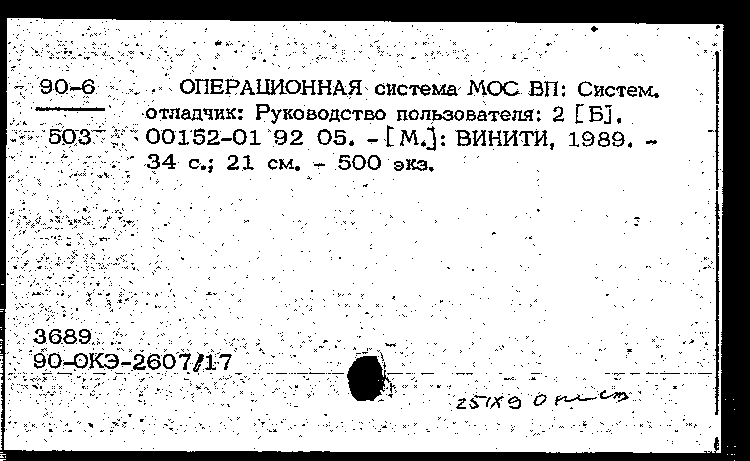 90-6 ОПЕРАЦИОННАЯ система МОС ВП: Систем.
отладчик: Руководство пользователя: 2 [Б].
503 00152-01 92 05. - [М.]: ВИНИТИ, 1989. -
34 с.; 21 см. - 500 экз.
3689
90-ОКЭ-2607/17